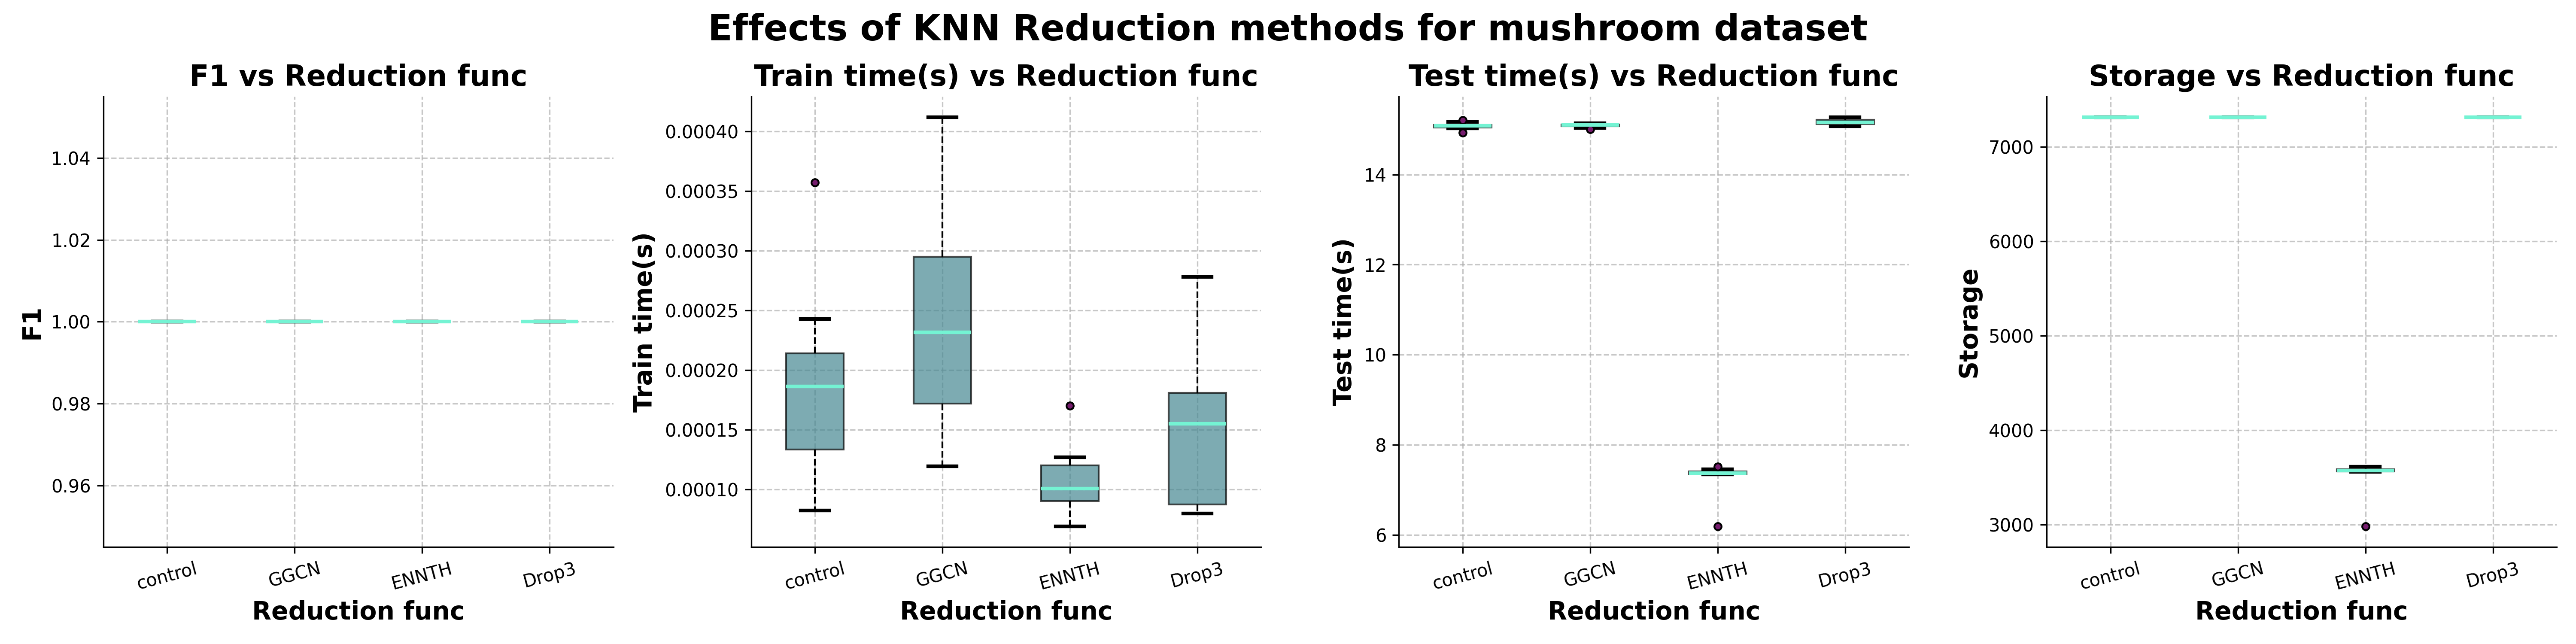 Effects of KNN Reduction methods for mushroom dataset
F1 vs Reduction func
F1
1.04
1.02
1.00
0.98
0.96
control
GGCN
ENNTH
Drop3
Reduction func
Train time(s) vs Reduction func
Train time(s)
0.00040
0.00035
0.00030
0.00025
0.00020
0.00015
0.00010
control
GGCN
ENNTH
Drop3
Reduction func
Test time(s) vs Reduction func
Test time(s)
14
12
10
8
6
control
GGCN
ENNTH
Drop3
Reduction func
Storage vs Reduction func
Storage
7000
6000
5000
4000
3000
control
GGCN
ENNTH
Drop3
Reduction func